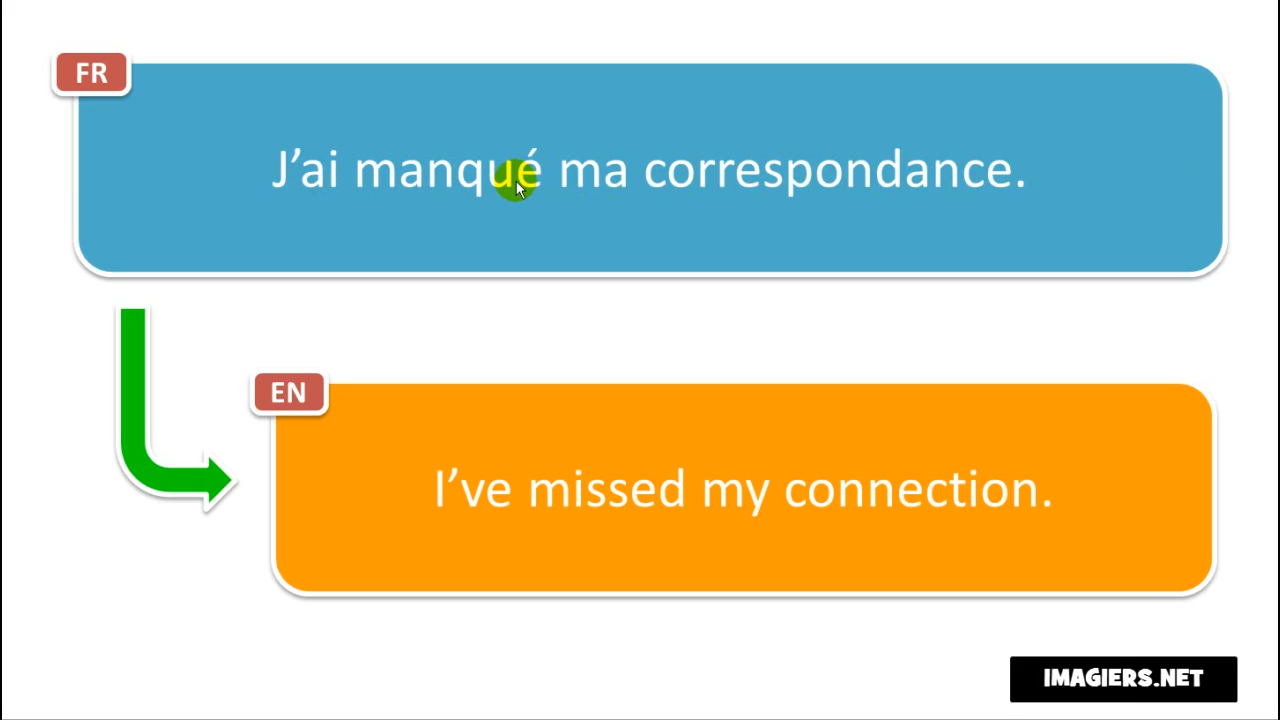 FR
J’ai manqué ma correspondance.
EN
I’ve missed my connection.
IMAGIERS.NET